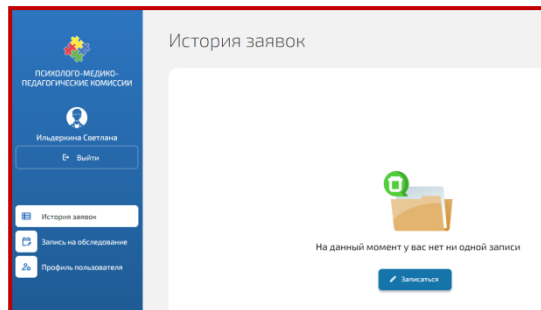 ПСИХОЛОГО-МЕДИКО-
ПЕДАГОГИЧЕСКИЕ КОМИССИИ
Ильдеркина Светлана
Выйти
История заявок
Запись на обследование
Профиль пользователя
История заявок
На данный момент у вас нет ни одной записи
Записаться